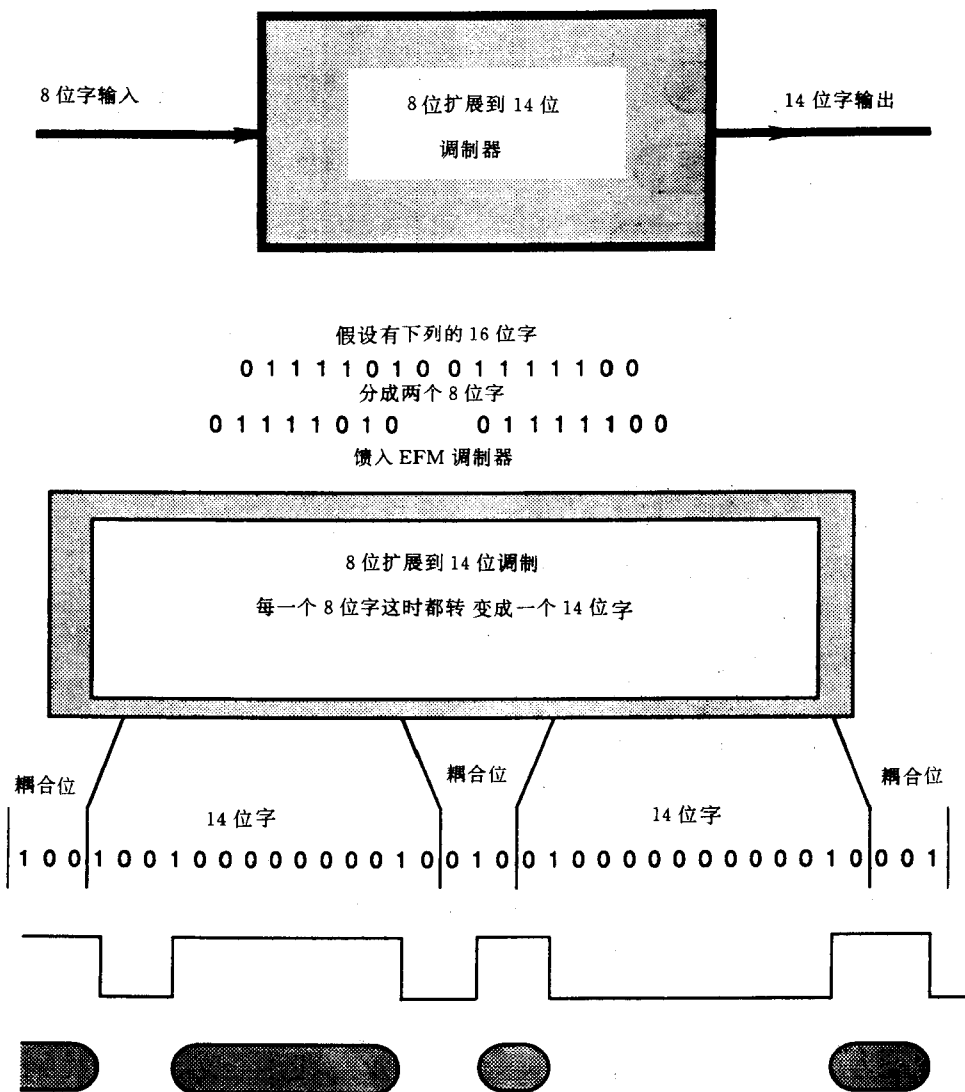 8 位字输入
8 位扩展到 14 位
调制器
14 位字输出
假设有下列的 16 位字
0 1 1 1 1 0 1 0 0 1 1 1 1 1 0 0
分成两个 8 位字
0 1 1 1 1 0 1 0 0 1 1 1 1 1 0 0
馈入 EFM 调制器
8 位扩展到 14 位调制
每一个 8 位字这时都转变成一个 14 位字
耦合位
14 位字
耦合位
14 位字
耦合位
1 0 0 1 0 0 1 0 0 0 0 0 0 0 0 1 0 0 1 0 0 1 0 0 0 0 0 0 0 0 0 0 1 0 0 0 1